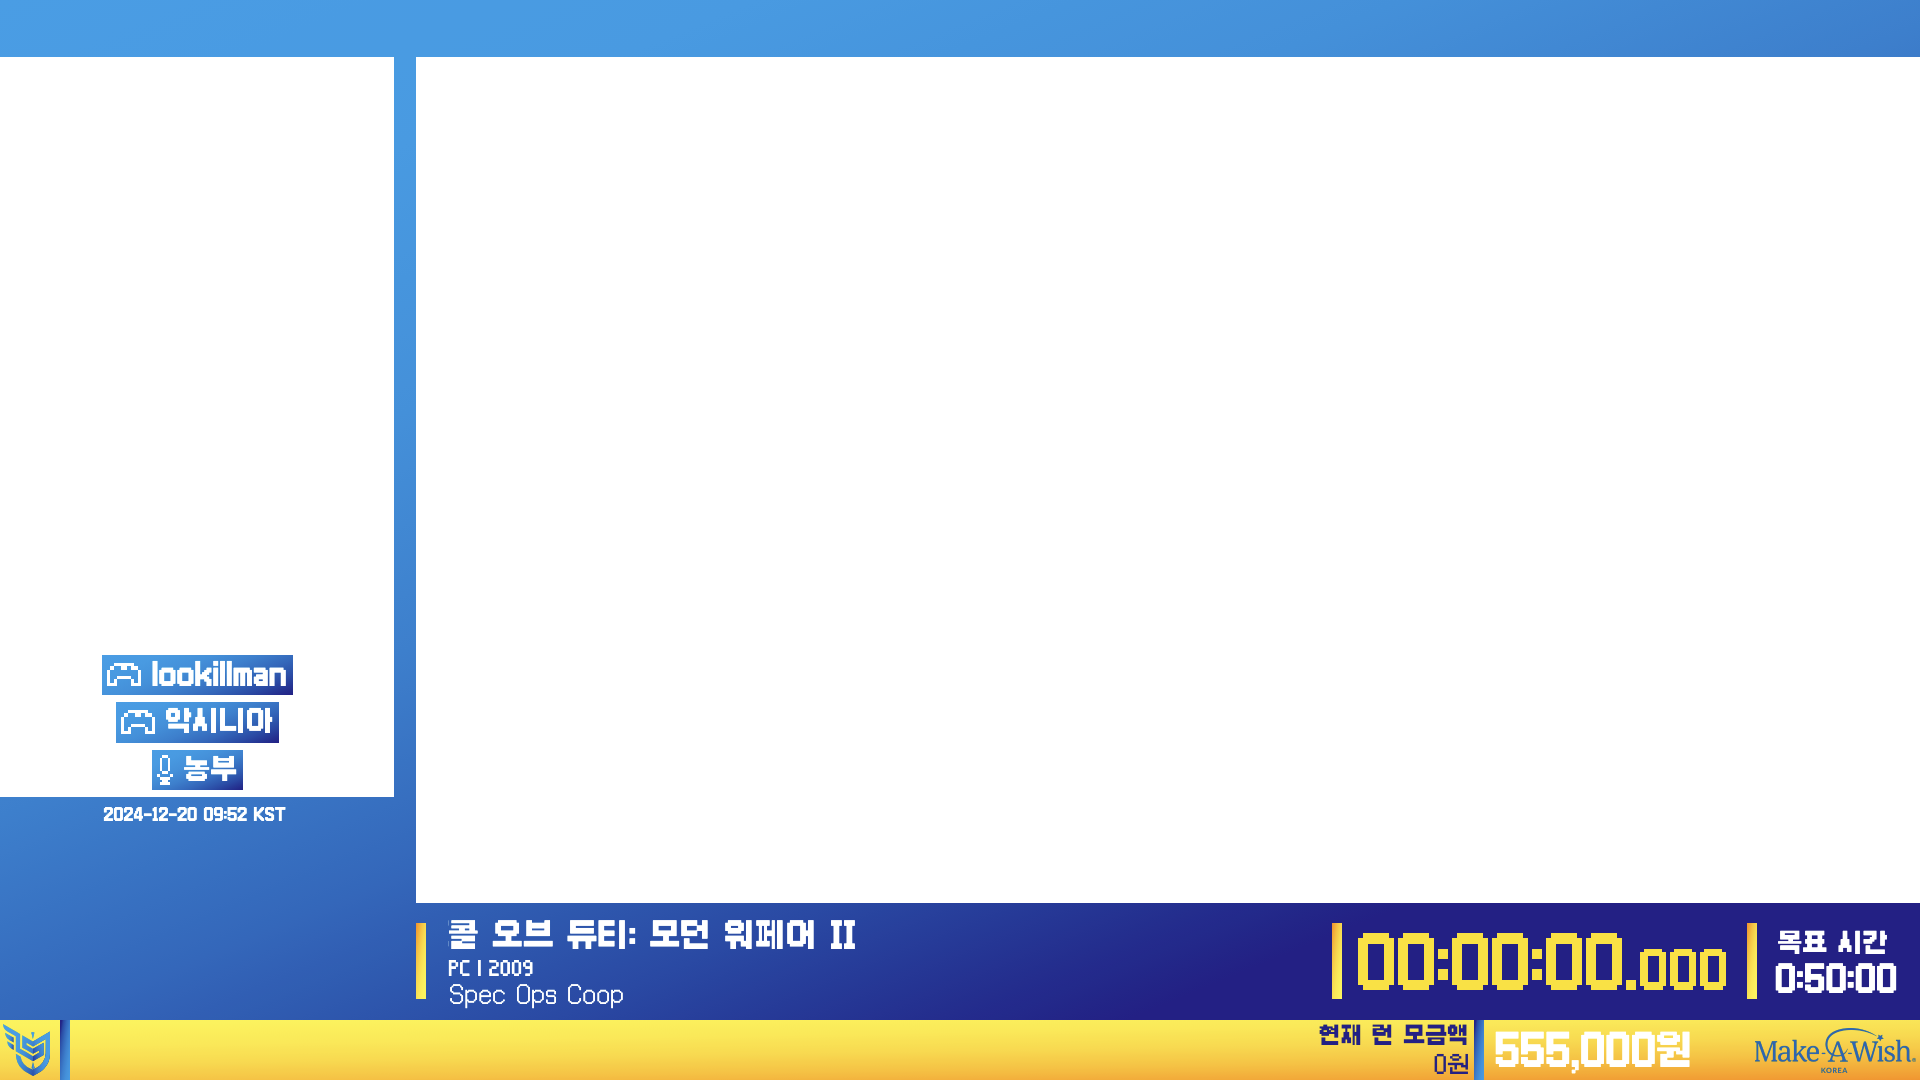 lookillman
악시니아
농부
2024-12-20 09:52 KST
콜 오브 듀티: 모던 워페어 II
PC | 2009
Spec Ops Coop
00:00:00.000
목표 시간
0:50:00
현재 런 모금액
0원
555,000원
Make-A-Wish®
KOREA